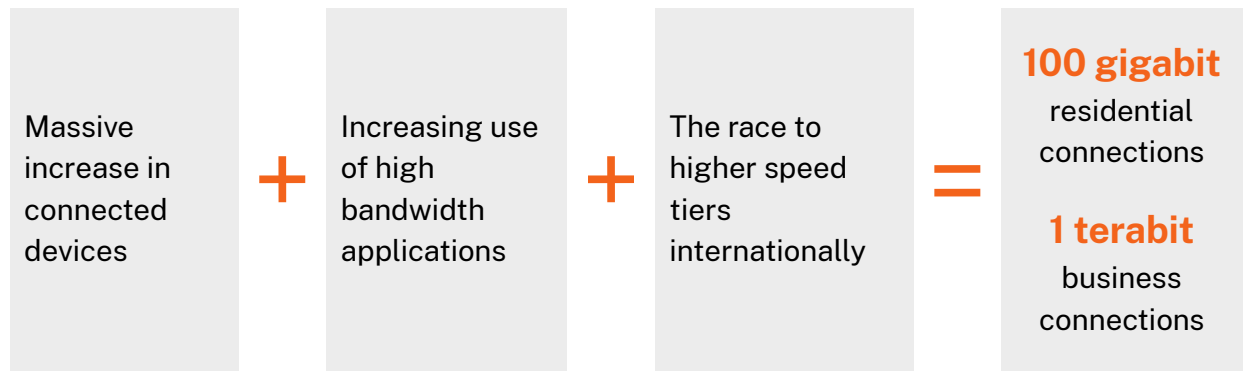 Massive
increase in
connected
devices
+
Increasing use
of high
bandwidth
applications
+
The race to
higher speed
tiers
internationally
=
100 gigabit
residential
connections
1 terabit
business
connections